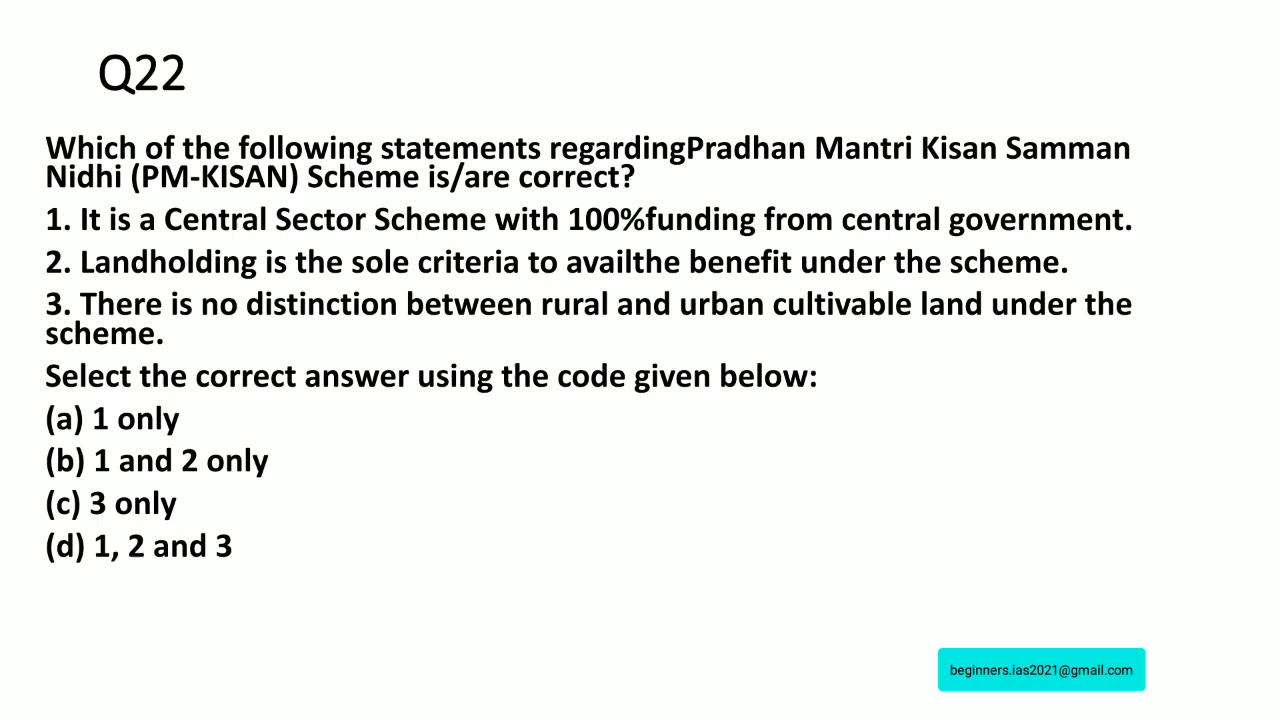 Q22
Which of the following statements regardingPradhan Mantri Kisan Samman
Nidhi (PM-KISAN) Scheme is/are correct?
1. It is a Central Sector Scheme with 100%funding from central government.
2. Landholding is the sole criteria to availthe benefit under the scheme.
3. There is no distinction between rural and urban cultivable land under the
scheme.
Select the correct answer using the code given below:
(a) 1 only
(b) 1 and 2 only
(c) 3 only
(d) 1, 2 and 3
beginners.ias2021@gmail.com